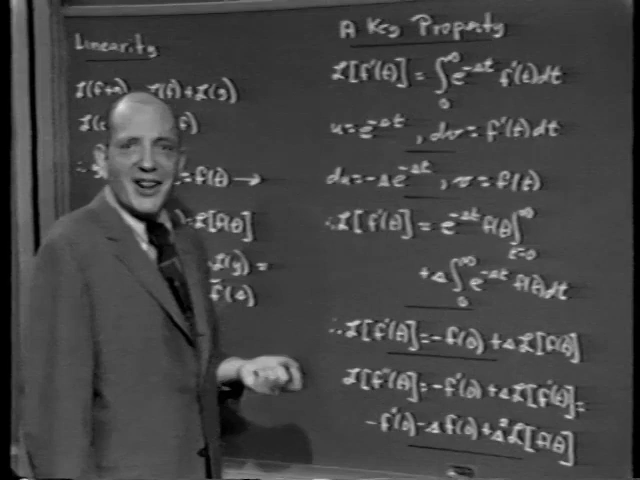 Linearity
ℒ(f+g) = ℒ(f)+ℒ(g)
= f(t) →
ℒ[f(t)]
ℒ(y) =
f(s)
A Key Property
ℒ[f'(t)] = ∫₀^∞ e^{-st} f'(t)dt
u=e^{-st}, dv=f'(t)dt
du=-se^{-st}, v=f(t)
∴ ℒ[f'(t)] = e^{-st} f(t)]_{t=0}^∞
+s∫₀^∞ e^{-st} f(t)dt
∴ ℒ[f'(t)]=-f(0)+sℒ[f(t)]
ℒ[f''(t)]=-f'(0)+sℒ[f'(t)]=
-f'(0)-sf(0)+s²ℒ[f(t)]